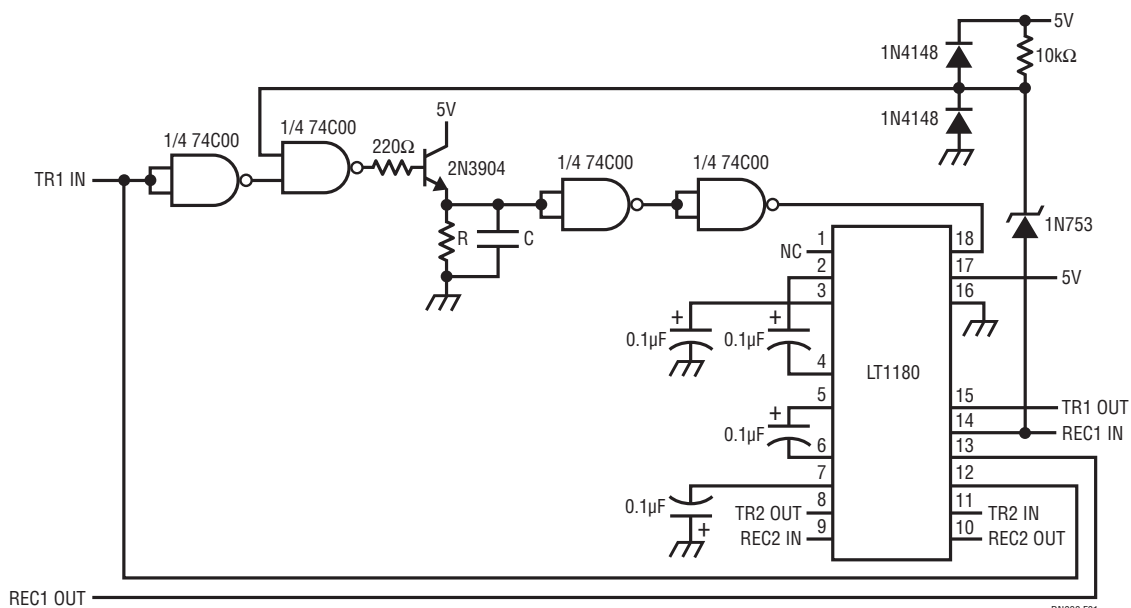 5V
1N4148
10kΩ
1N4148
5V
1/4 74C00
1/4 74C00
220Ω
2N3904
1/4 74C00
1/4 74C00
TR1 IN
R
C
1N753
NC
1
18
2
17
5V
3
16
+
+
0.1µF
0.1µF
4
LT1180
5
15
TR1 OUT
+
14
REC1 IN
0.1µF
6
13
7
12
0.1µF
+
TR2 OUT
8
11
TR2 IN
REC2 IN
9
10
REC2 OUT
REC1 OUT